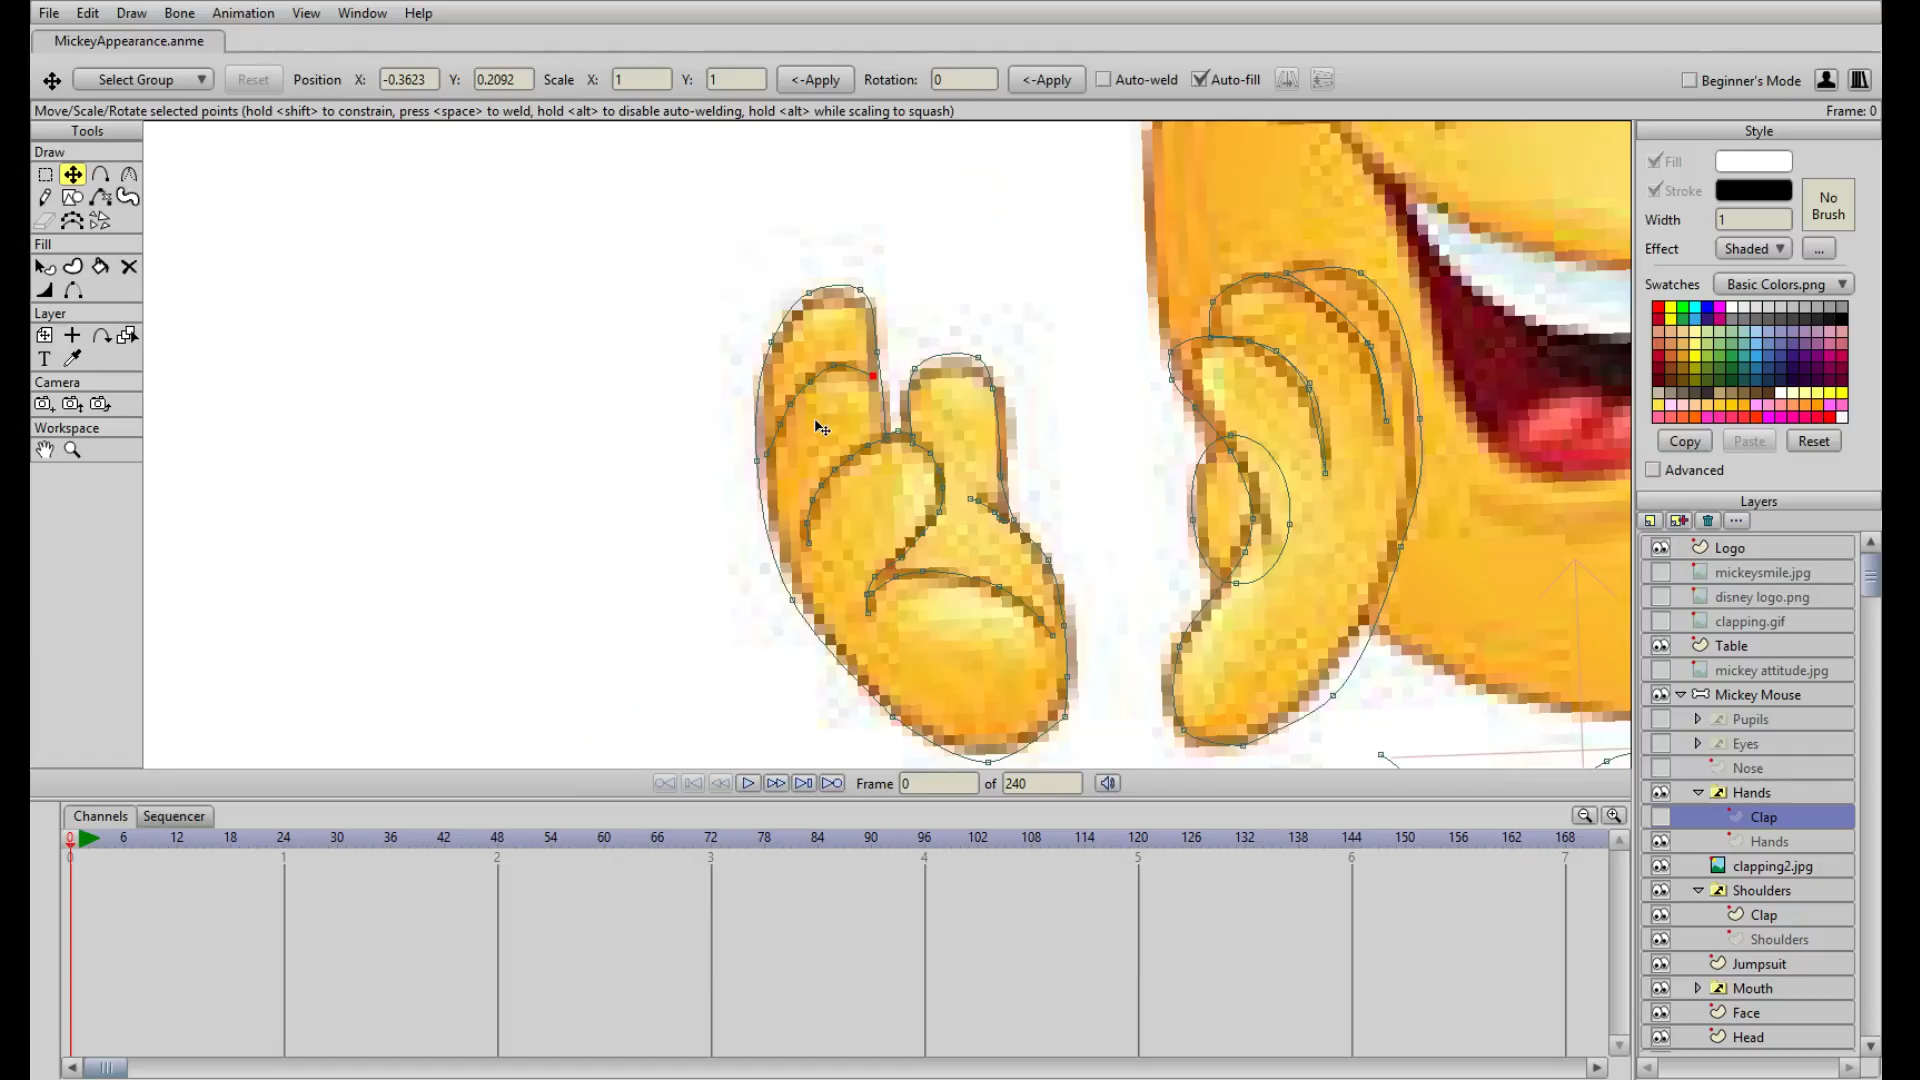 File Edit Draw Bone Animation View Window Help
MickeyAppearance.anme
Select Group Reset Position X: -0.3623 Y: 0.2092 Scale X: 1 Y: 1 <-Apply Rotation: 0 <-Apply Auto-weld Auto-fill Beginner's Mode
Move/Scale/Rotate selected points (hold <shift> to constrain, press <space> to weld, hold <alt> to disable auto-welding, hold <alt> while scaling to squash) Frame: 0
Tools
Draw
Fill
Layer
T
Camera
Workspace
Style
Fill
Stroke
No
Brush
Width 1
Effect Shaded ...
Swatches Basic Colors.png
Copy Paste Reset
Advanced
Layers
Logo
mickeysmile.jpg
disney logo.png
clapping.gif
Table
mickey attitude.jpg
Mickey Mouse
Pupils
Eyes
Nose
Hands
Clap
Hands
clapping2.jpg
Shoulders
Clap
Shoulders
Jumpsuit
Mouth
Face
Head
Frame 0 of 240
Channels Sequencer
0 6 12 18 24 30 36 42 48 54 60 66 72 78 84 90 96 102 108 114 120 126 132 138 144 150 156 162 168
0 1 2 3 4 5 6 7